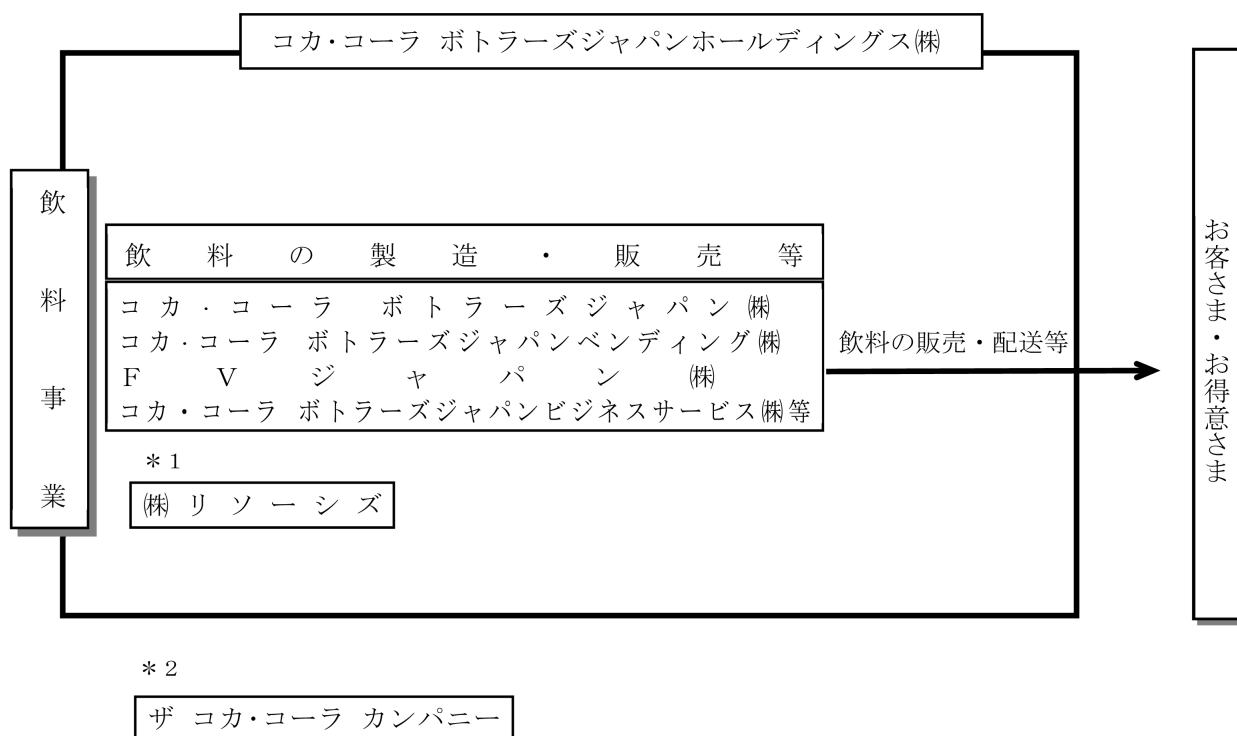 コカ・コーラ ボトラーズジャパンホールディングス㈱
飲料事業
飲料の製造・販売等
コカ・コーラ ボトラーズジャパン㈱
コカ・コーラ ボトラーズジャパンベンディング㈱
FVジャパン㈱
コカ・コーラ ボトラーズジャパンビジネスサービス㈱等
飲料の販売・配送等
お客さま・お得意さま
＊1
㈱リソーシズ
＊2
ザ コカ・コーラ カンパニー